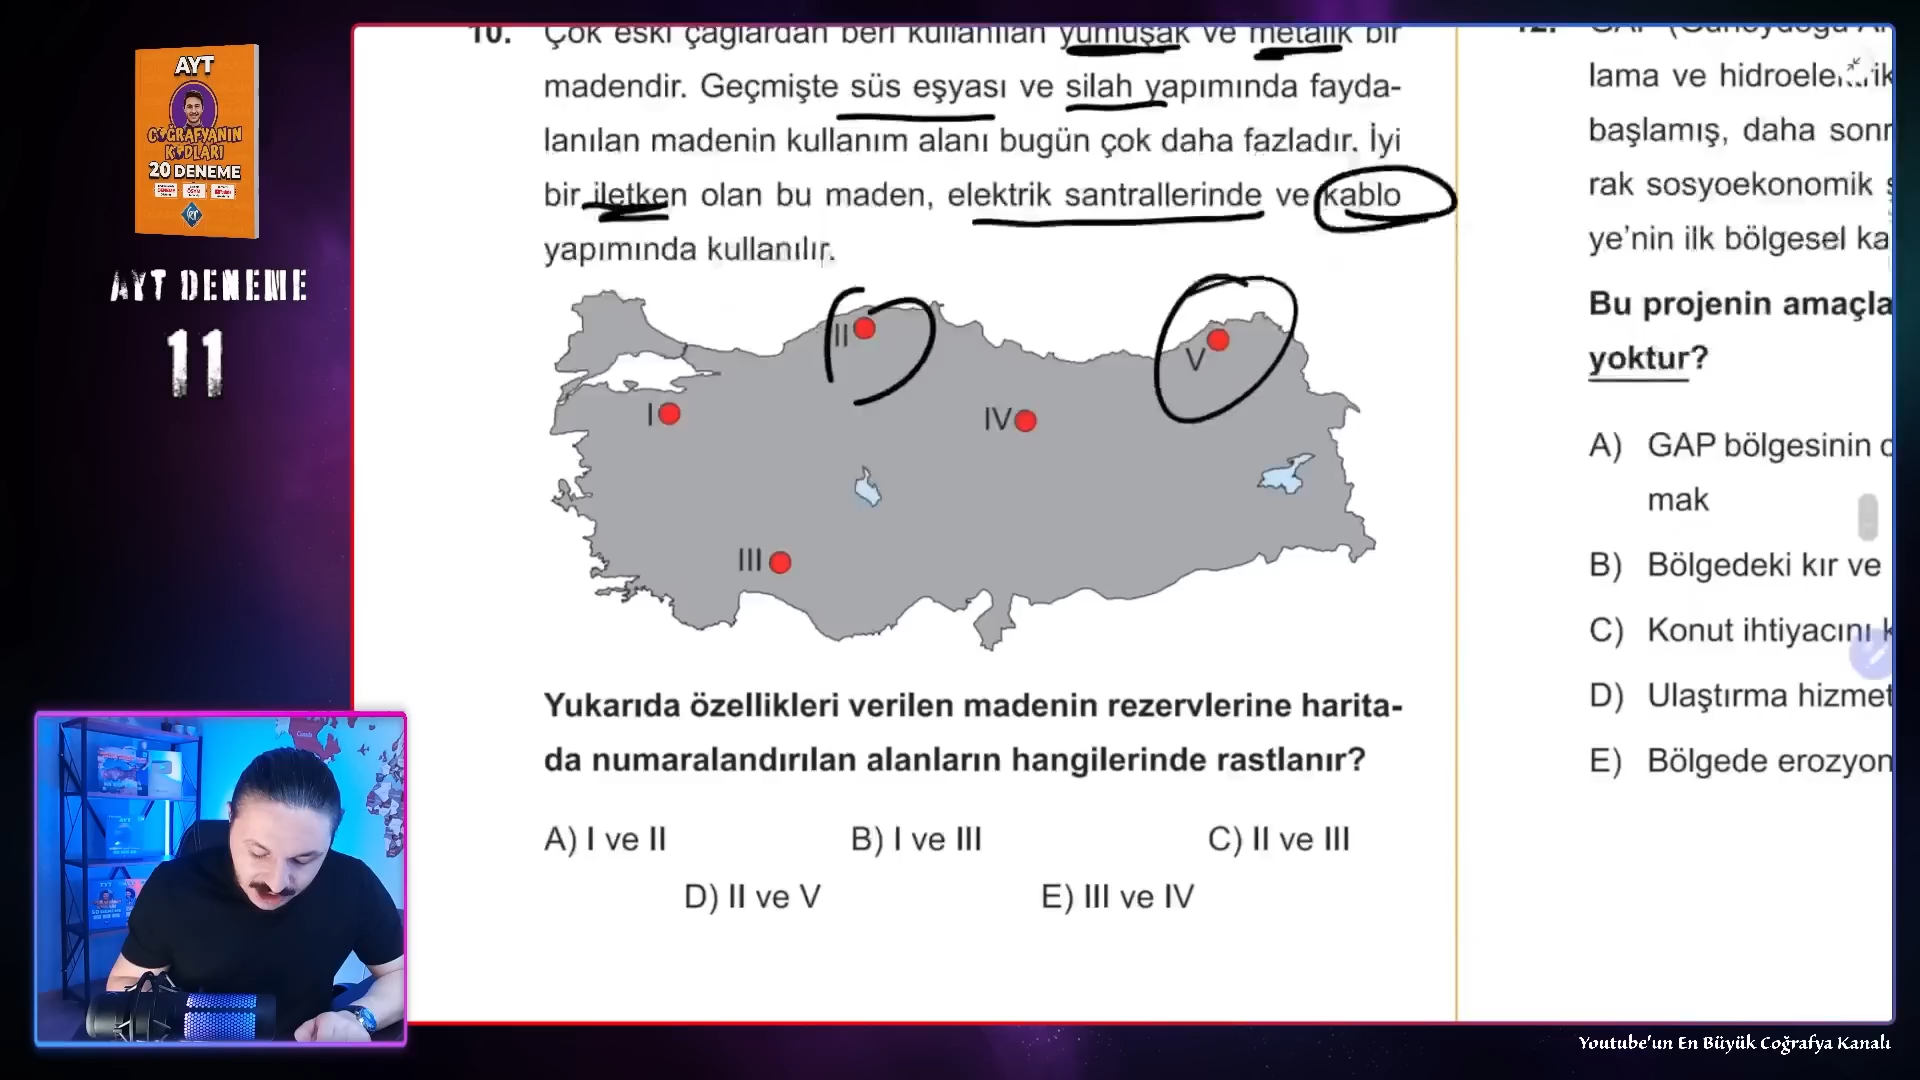 AYT
COĞRAFYANIN
KODLARI
20 DENEME
AYT DENEME
11
10. Çok eski çağlardan beri kullanılan yumuşak ve metalik bir
madendir. Geçmişte süs eşyası ve silah yapımında fayda-
lanılan madenin kullanım alanı bugün çok daha fazladır. İyi
bir iletken olan bu maden, elektrik santrallerinde ve kablo
yapımında kullanılır.
II
V
I
IV
III
Yukarıda özellikleri verilen madenin rezervlerine harita-
da numaralandırılan alanların hangilerinde rastlanır?
A) I ve II
B) I ve III
C) II ve III
D) II ve V
E) III ve IV
12. GAP (Güneydoğu A
lama ve hidroele
başlamış, daha sonr
rak sosyoekonomik
ye'nin ilk bölgesel ka
Bu projenin amaçla
yoktur?
A) GAP bölgesinin
mak
B) Bölgedeki kır ve
C) Konut ihtiyacını
D) Ulaştırma hizmet
E) Bölgede erozyon
Youtube'un En Büyük Coğrafya Kanalı